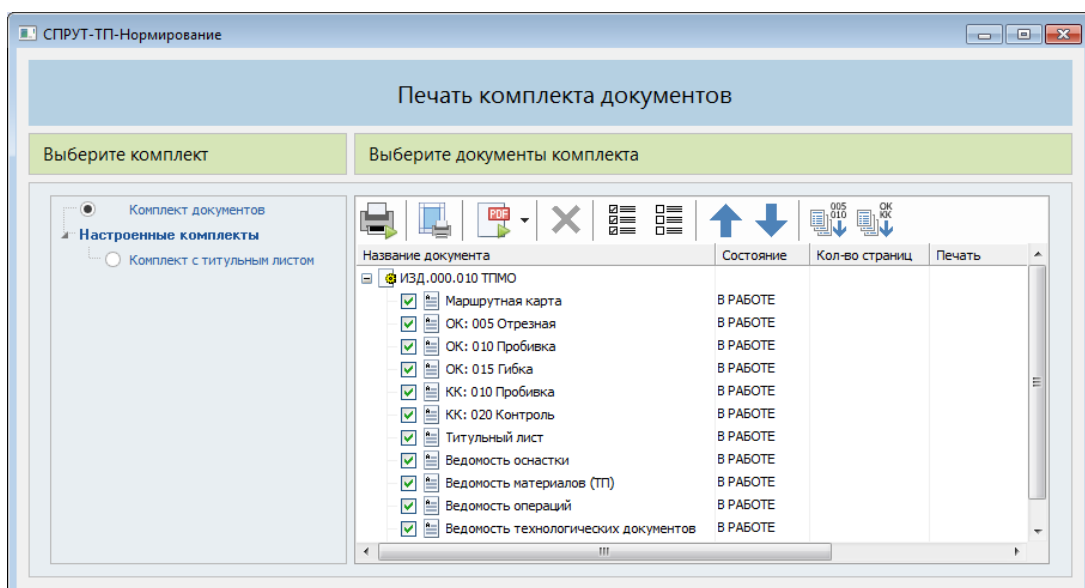 СПРУТ-ТП-Нормирование
Печать комплекта документов
Выберите комплект
Выберите документы комплекта
Комплект документов
Настроенные комплекты
Комплект с титульным листом
PDF
005
010
ОК
КК
Название документа Состояние Кол-во страниц Печать
ИЗД.000.010 ТПМО
Маршрутная карта В РАБОТЕ
ОК: 005 Отрезная В РАБОТЕ
ОК: 010 Пробивка В РАБОТЕ
ОК: 015 Гибка В РАБОТЕ
КК: 010 Пробивка В РАБОТЕ
КК: 020 Контроль В РАБОТЕ
Титульный лист В РАБОТЕ
Ведомость оснастки В РАБОТЕ
Ведомость материалов (ТП) В РАБОТЕ
Ведомость операций В РАБОТЕ
Ведомость технологических документов В РАБОТЕ